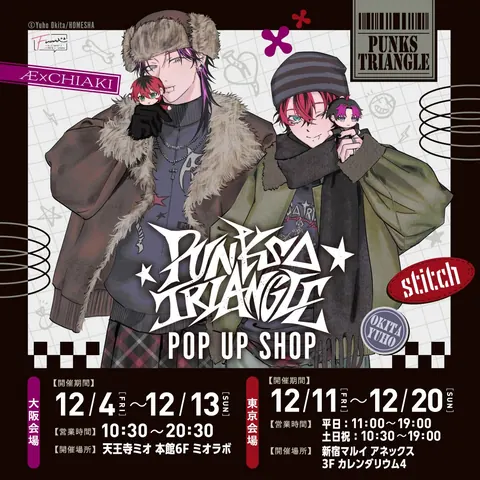 ©Yuho Okita/HOMESHA
PUNKS
TRIANGLE
ÆxCHIAKI
PUNKS△
TRIANGLE
POP UP SHOP
stitch
OKITA
YUHO
大阪会場
【開催期間】
12/4[FRI]～12/13[SUN]
【営業時間】 10:30～20:30
【開催場所】 天王寺ミオ 本館6F ミオラボ
東京会場
【開催期間】
12/11[FRI]～12/20[SUN]
【営業時間】 平日：11:00～19:00
土日祝：10:30～19:00
【開催場所】 新宿マルイ アネックス
3F カレンダリウム4